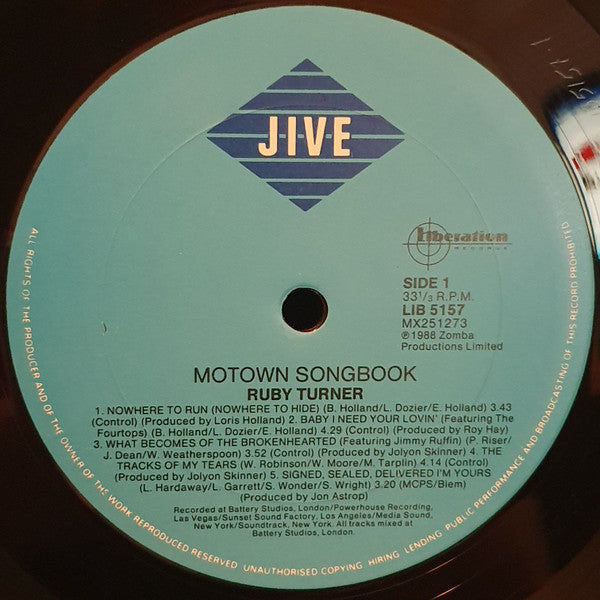 JIVE
Liberation
RECORDS
SIDE 1
33⅓ R.P.M.
LIB 5157
MX251273
℗1988 Zomba
Productions Limited
MOTOWN SONGBOOK
RUBY TURNER
1. NOWHERE TO RUN (NOWHERE TO HIDE) (B. Holland/L. Dozier/E. Holland) 3.43
(Control) (Produced by Loris Holland) 2. BABY I NEED YOUR LOVIN' (Featuring The
Fourtops) (B. Holland/L. Dozier/E. Holland) 4.29 (Control) (Produced by Roy Hay)
3. WHAT BECOMES OF THE BROKENHEARTED (Featuring Jimmy Ruffin) (P. Riser/
J. Dean/W. Weatherspoon) 3.52 (Control) (Produced by Jolyon Skinner) 4. THE
TRACKS OF MY TEARS (W. Robinson/W. Moore/M. Tarplin) 4.14 (Control)
(Produced by Jolyon Skinner) 5. SIGNED, SEALED, DELIVERED I'M YOURS
(L. Hardaway/L. Garrett/S. Wonder/S. Wright) 3.20 (MCPS/Biem)
(Produced by Jon Astrop)
Recorded at Battery Studios, London/Powerhouse Recording,
Las Vegas/Sunset Sound Factory, Los Angeles/Media Sound,
New York/Soundtrack, New York. All tracks mixed at
Battery Studios, London.
ALL RIGHTS OF THE PRODUCER AND OF THE OWNER OF THE WORK REPRODUCED RESERVED UNAUTHORISED COPYING HIRING LENDING PUBLIC PERFORMANCE AND BROADCASTING OF THIS RECORD PROHIBITED
5151.1